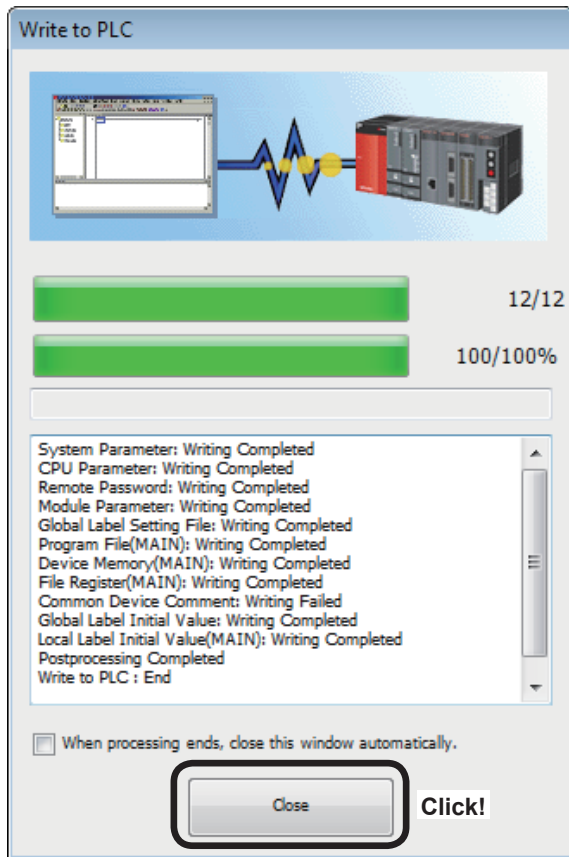 Write to PLC
12/12
100/100%
System Parameter: Writing Completed
CPU Parameter: Writing Completed
Remote Password: Writing Completed
Module Parameter: Writing Completed
Global Label Setting File: Writing Completed
Program File(MAIN): Writing Completed
Device Memory(MAIN): Writing Completed
File Register(MAIN): Writing Completed
Common Device Comment: Writing Failed
Global Label Initial Value: Writing Completed
Local Label Initial Value(MAIN): Writing Completed
Postprocessing Completed
Write to PLC : End
When processing ends, close this window automatically.
Close
Click!